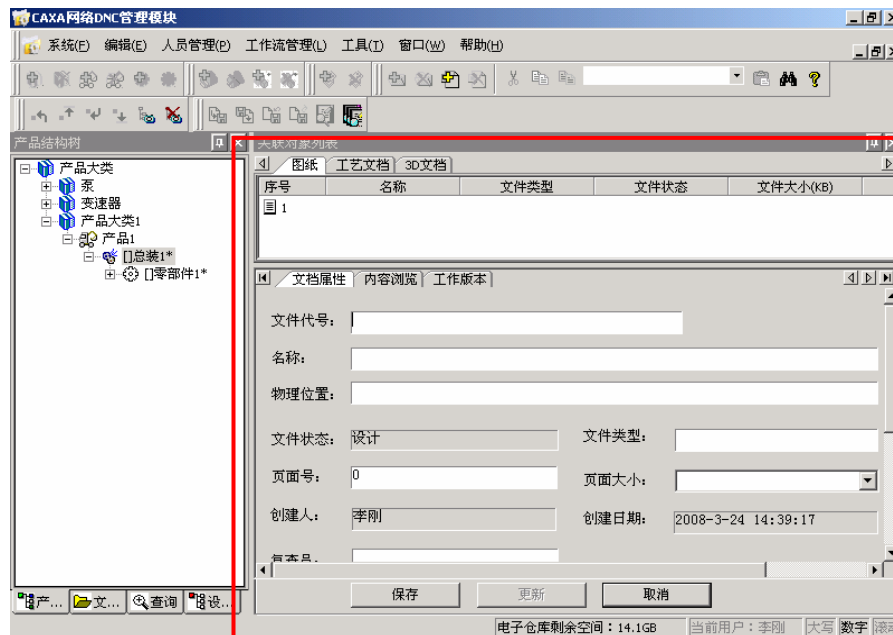 CAXA网络DNC管理模块
系统(F) 编辑(E) 人员管理(P) 工作流管理(L) 工具(T) 窗口(W) 帮助(H)
产品结构树
关联对象列表
产品大类
泵
变速器
产品大类1
产品1
[]总装1*
[]零部件1*
图纸 工艺文档 3D文档
序号 名称 文件类型 文件状态 文件大小(KB)
1
文档属性 内容浏览 工作版本
文件代号:
名称:
物理位置:
文件状态: 设计 文件类型:
页面号: 0 页面大小:
创建人: 李刚 创建日期: 2008-3-24 14:39:17
复查员:
保存 更新 取消
产... 文... 查询 设...
电子仓库剩余空间:14.1GB 当前用户:李刚 大写 数字 滚动